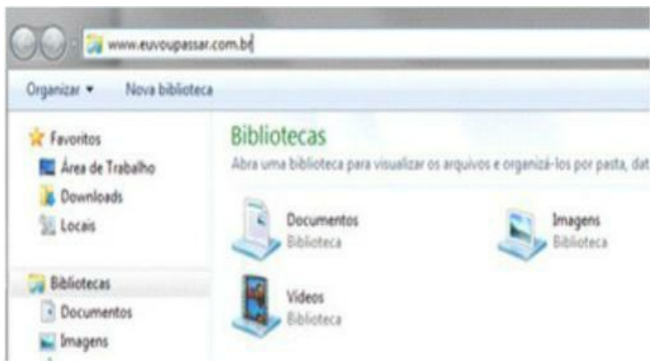 www.euvoupassar.com.br
Organizar
Nova biblioteca
Favoritos
Área de Trabalho
Downloads
Locais
Bibliotecas
Documentos
Imagens
Bibliotecas
Abra uma biblioteca para visualizar os arquivos e organizá-los por pasta, dat
Documentos
Biblioteca
Imagens
Biblioteca
Vídeos
Biblioteca